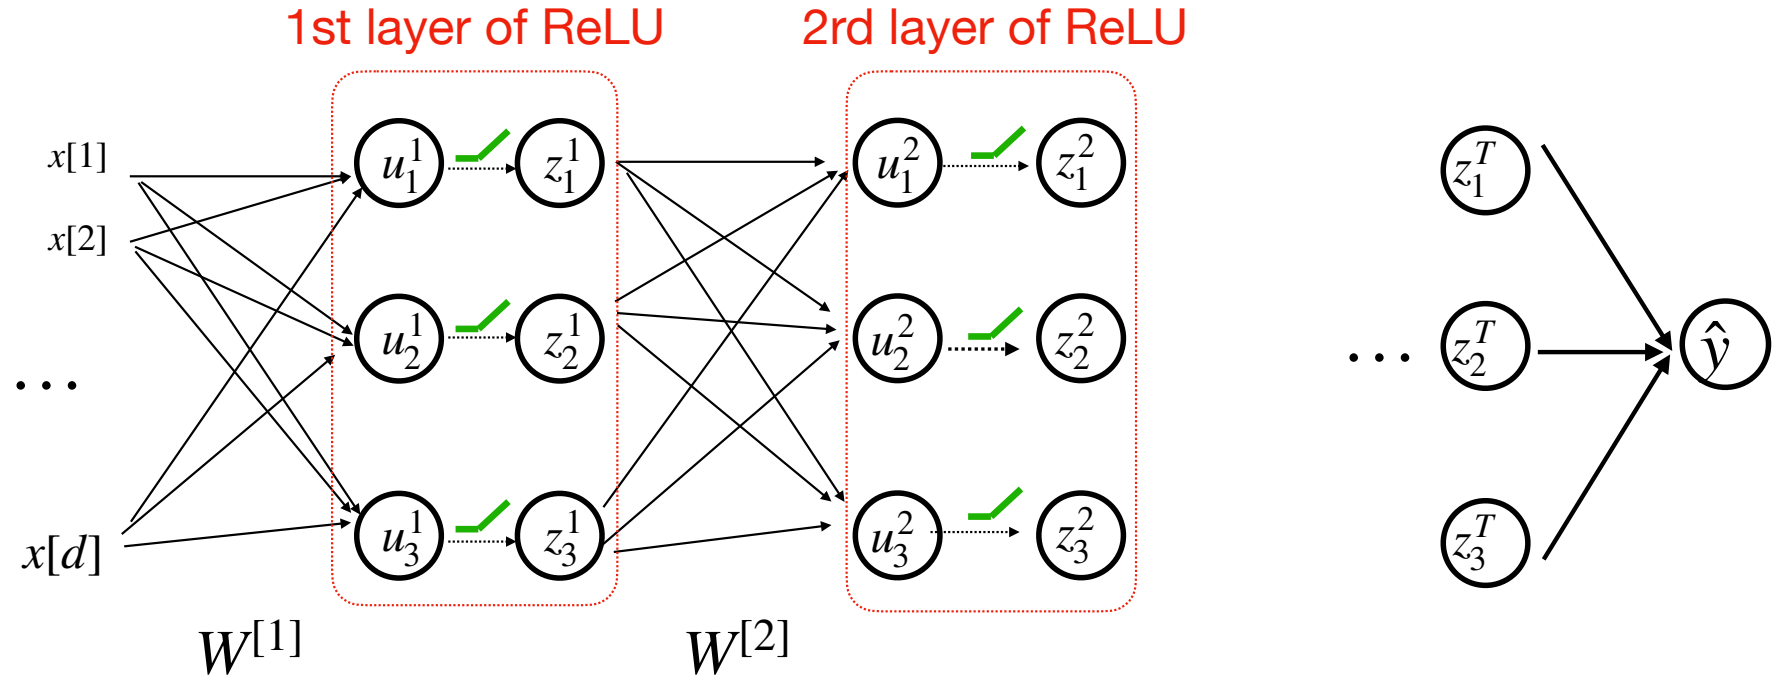 1st layer of ReLU 2rd layer of ReLU
x[1] u_1^1 z_1^1 u_1^2 z_1^2 z_1^T
x[2]
... u_2^1 z_2^1 u_2^2 z_2^2 ... z_2^T ŷ
x[d] u_3^1 z_3^1 u_3^2 z_3^2 z_3^T
W^[1] W^[2]